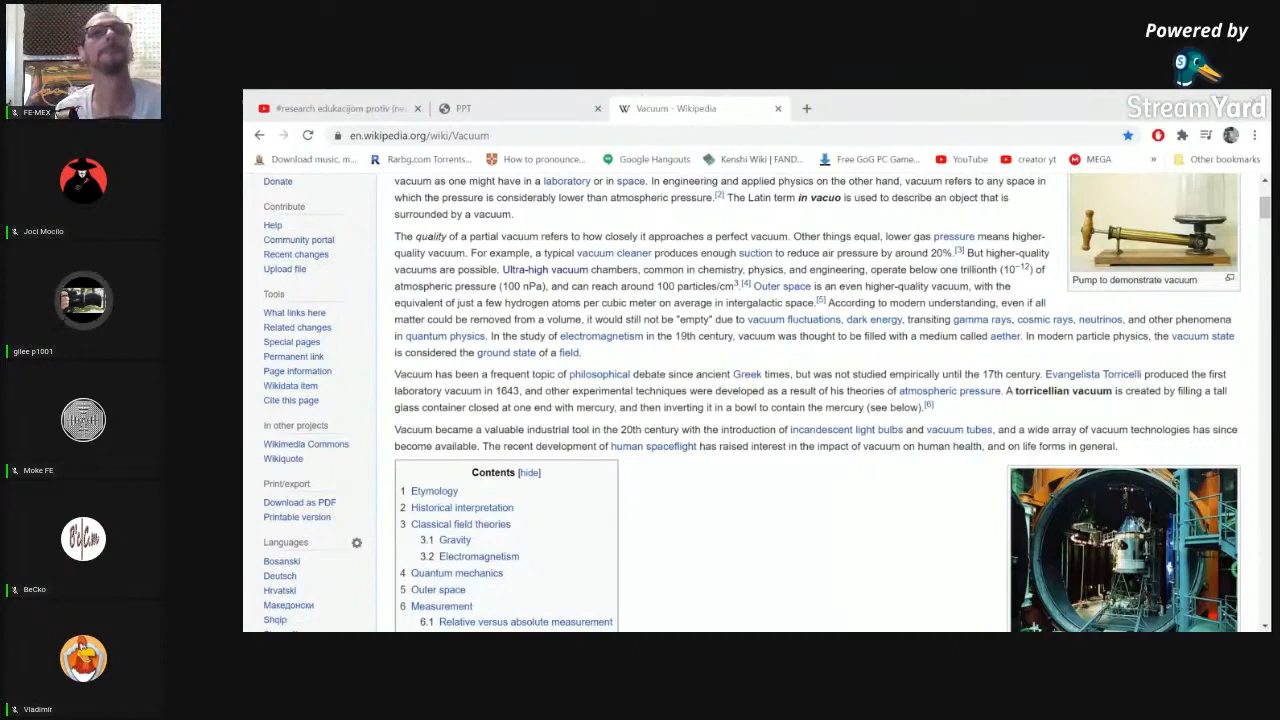 Powered by
StreamYard
FE-MEX
Joci Mocilo
gilee p1001
Moke FE
BeCko
Vladimir
#research edukacijom protiv (ne
PPT
Vacuum - Wikipedia
en.wikipedia.org/wiki/Vacuum
Download music, m...
Rarbg.com Torrents...
How to pronounce...
Google Hangouts
Kenshi Wiki | FAND...
Free GoG PC Game...
YouTube
creator yt
MEGA
»
Other bookmarks
Donate
Contribute
Help
Community portal
Recent changes
Upload file
Tools
What links here
Related changes
Special pages
Permanent link
Page information
Wikidata item
Cite this page
In other projects
Wikimedia Commons
Wikiquote
Print/export
Download as PDF
Printable version
Languages
Bosanski
Deutsch
Hrvatski
Македонски
Shqip
vacuum as one might have in a laboratory or in space. In engineering and applied physics on the other hand, vacuum refers to any space in
which the pressure is considerably lower than atmospheric pressure.[2] The Latin term in vacuo is used to describe an object that is
surrounded by a vacuum.
The quality of a partial vacuum refers to how closely it approaches a perfect vacuum. Other things equal, lower gas pressure means higher-
quality vacuum. For example, a typical vacuum cleaner produces enough suction to reduce air pressure by around 20%.[3] But higher-quality
vacuums are possible. Ultra-high vacuum chambers, common in chemistry, physics, and engineering, operate below one trillionth (10−12) of
atmospheric pressure (100 nPa), and can reach around 100 particles/cm3.[4] Outer space is an even higher-quality vacuum, with the
equivalent of just a few hydrogen atoms per cubic meter on average in intergalactic space.[5] According to modern understanding, even if all
matter could be removed from a volume, it would still not be "empty" due to vacuum fluctuations, dark energy, transiting gamma rays, cosmic rays, neutrinos, and other phenomena
in quantum physics. In the study of electromagnetism in the 19th century, vacuum was thought to be filled with a medium called aether. In modern particle physics, the vacuum state
is considered the ground state of a field.
Vacuum has been a frequent topic of philosophical debate since ancient Greek times, but was not studied empirically until the 17th century. Evangelista Torricelli produced the first
laboratory vacuum in 1643, and other experimental techniques were developed as a result of his theories of atmospheric pressure. A torricellian vacuum is created by filling a tall
glass container closed at one end with mercury, and then inverting it in a bowl to contain the mercury (see below).[6]
Vacuum became a valuable industrial tool in the 20th century with the introduction of incandescent light bulbs and vacuum tubes, and a wide array of vacuum technologies has since
become available. The recent development of human spaceflight has raised interest in the impact of vacuum on human health, and on life forms in general.
Pump to demonstrate vacuum
Contents [hide]
1 Etymology
2 Historical interpretation
3 Classical field theories
3.1 Gravity
3.2 Electromagnetism
4 Quantum mechanics
5 Outer space
6 Measurement
6.1 Relative versus absolute measurement